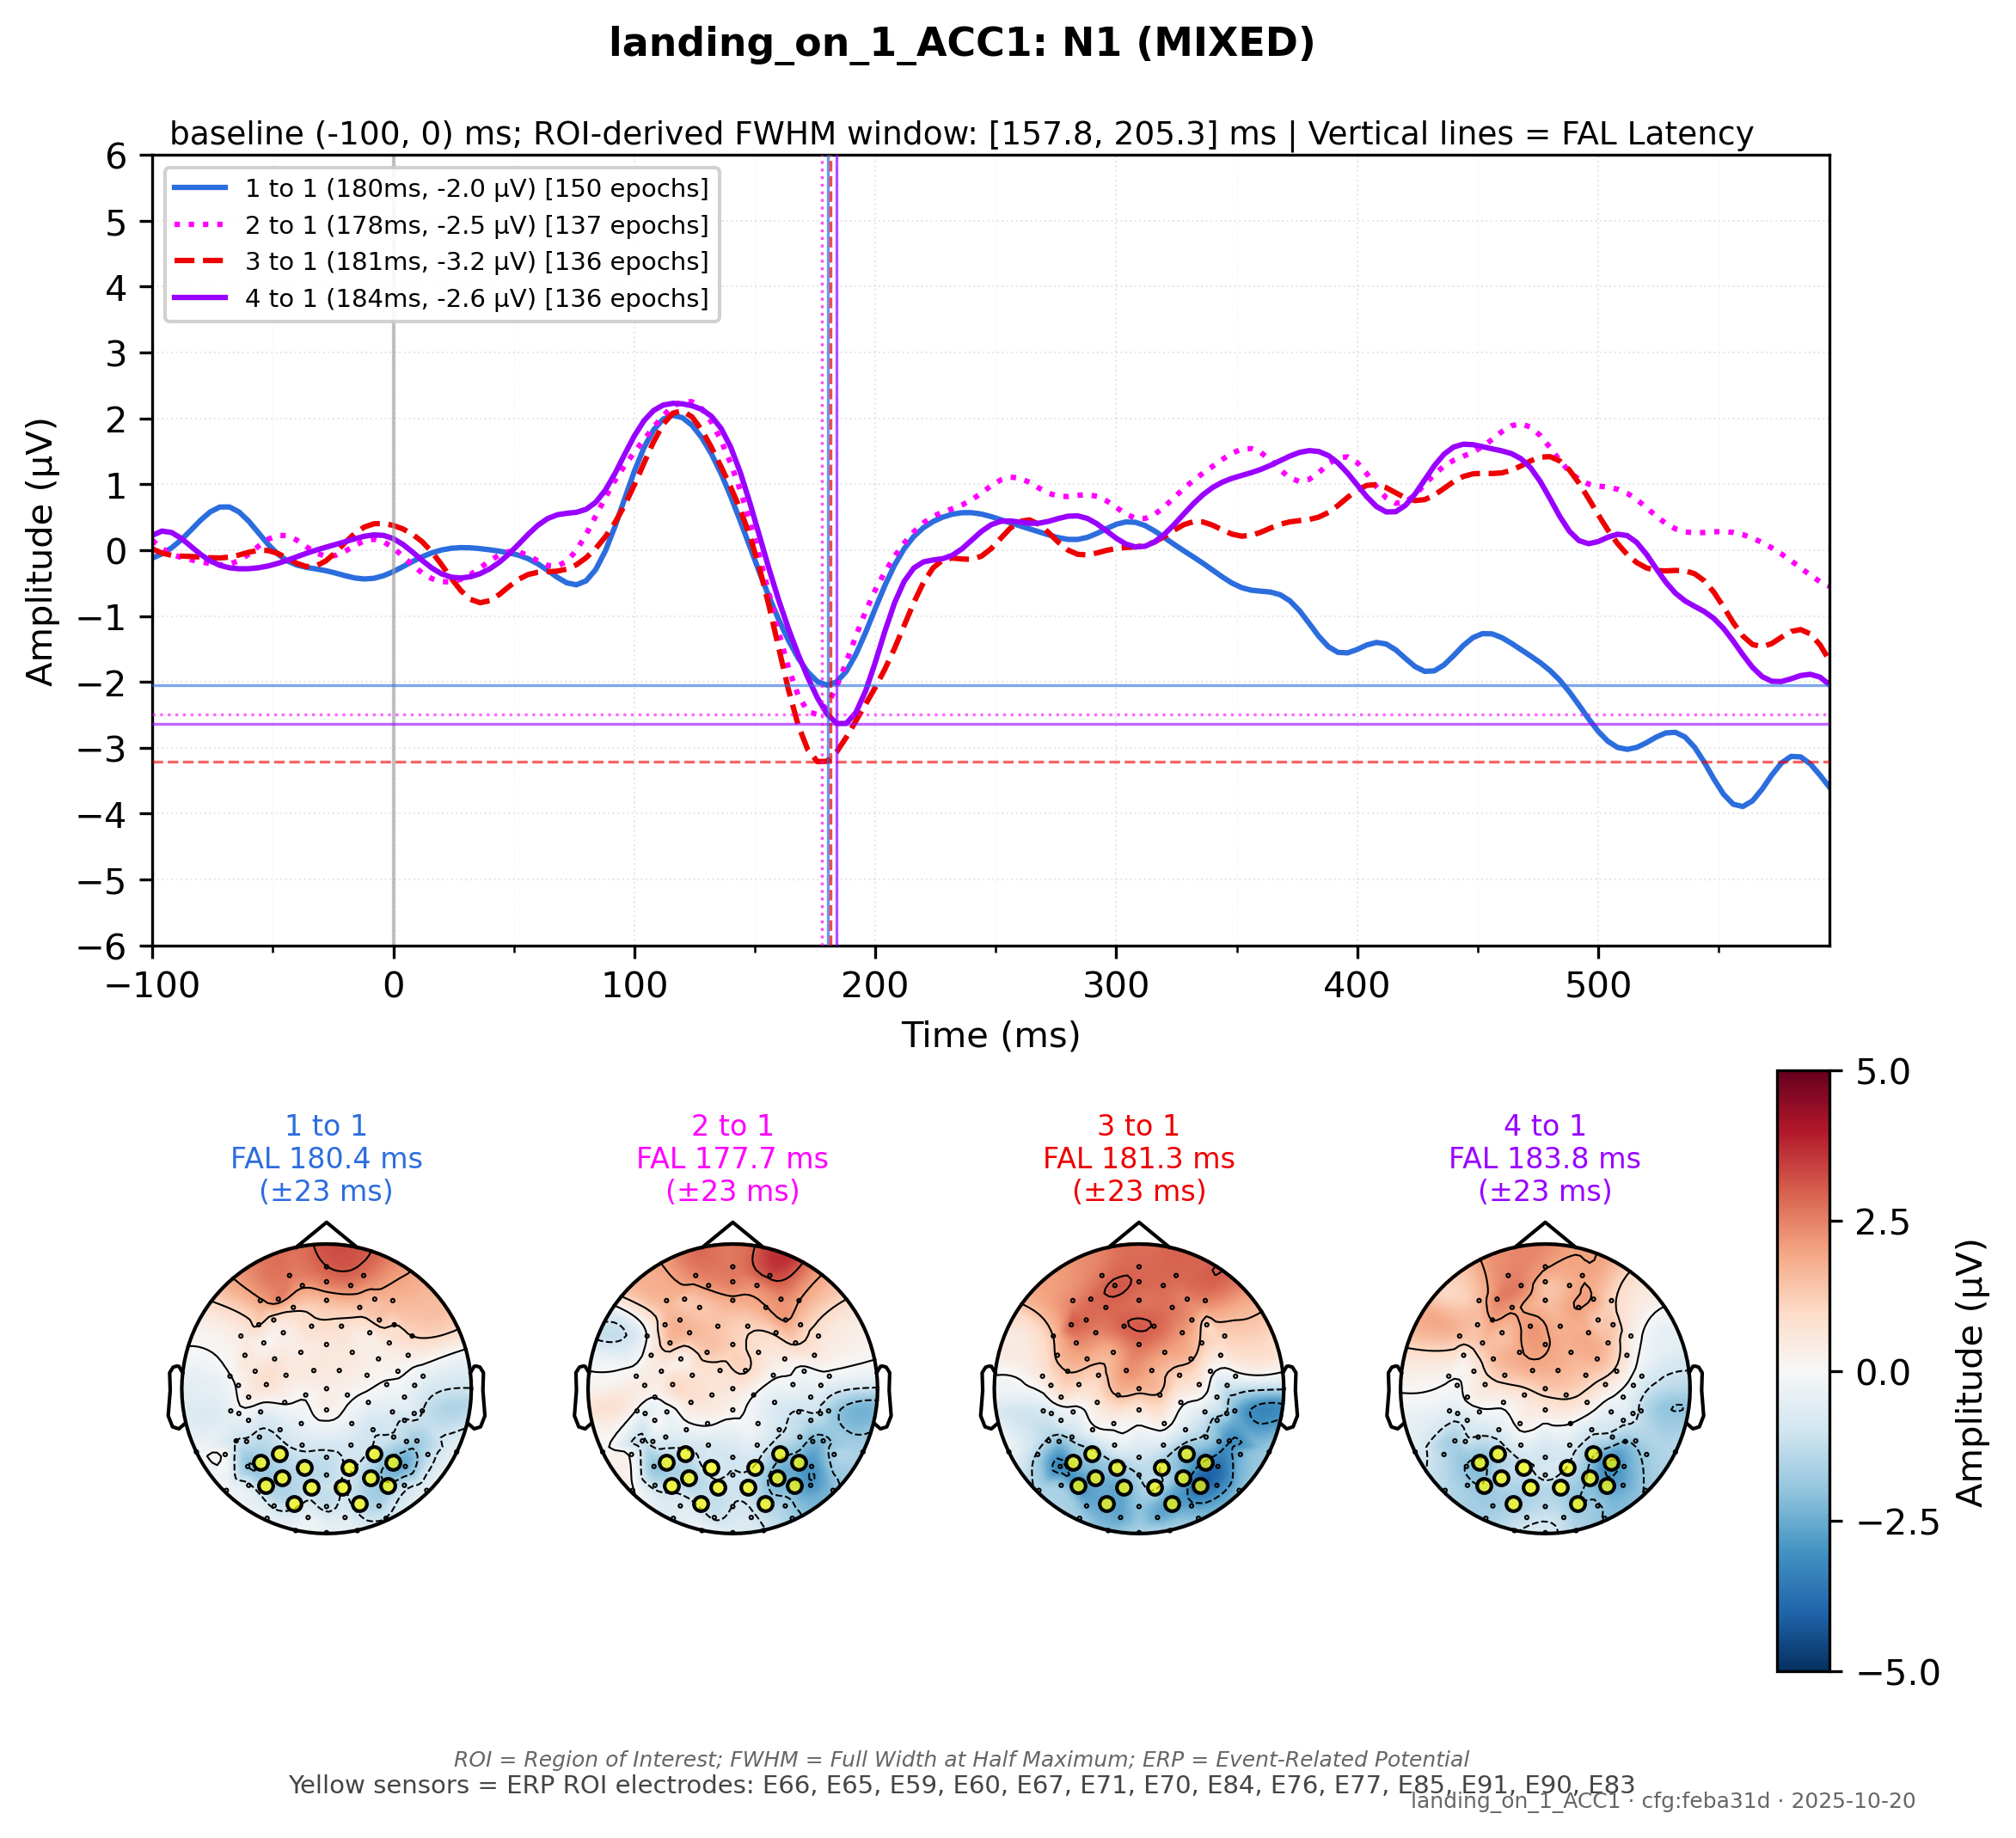 landing_on_1_ACC1: N1 (MIXED)
baseline (-100, 0) ms; ROI-derived FWHM window: [157.8, 205.3] ms | Vertical lines = FAL Latency
1 to 1 (180ms, -2.0 µV) [150 epochs]
2 to 1 (178ms, -2.5 µV) [137 epochs]
3 to 1 (181ms, -3.2 µV) [136 epochs]
4 to 1 (184ms, -2.6 µV) [136 epochs]
6
5
4
3
2
1
0
−1
−2
−3
−4
−5
−6
Amplitude (µV)
−100
0
100
200
300
400
500
Time (ms)
1 to 1
FAL 180.4 ms
(±23 ms)
2 to 1
FAL 177.7 ms
(±23 ms)
3 to 1
FAL 181.3 ms
(±23 ms)
4 to 1
FAL 183.8 ms
(±23 ms)
5.0
2.5
0.0
−2.5
−5.0
Amplitude (µV)
ROI = Region of Interest; FWHM = Full Width at Half Maximum; ERP = Event-Related Potential
Yellow sensors = ERP ROI electrodes: E66, E65, E59, E60, E67, E71, E70, E84, E76, E77, E85, E91, E90, E83
landing_on_1_ACC1 · cfg:feba31d · 2025-10-20